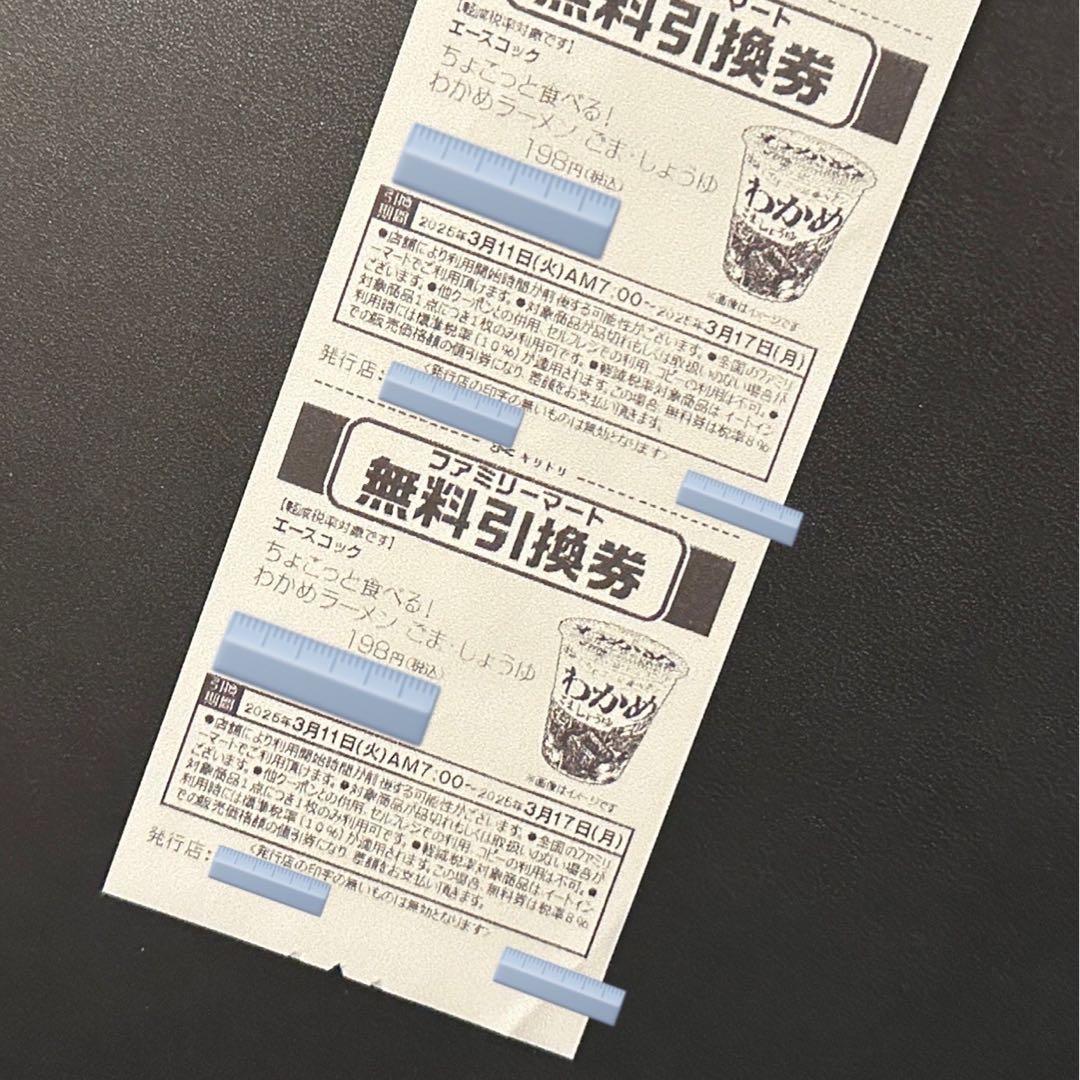 マート
無料引換券
【軽減税率対象です】
エースコック
ちょこっと食べる!
わかめラーメン ごま・しょうゆ
198円(税込)
わかめ
しょうゆ
※画像はイメージです
引換
期間
2025年3月11日(火)AM7:00~2025年3月17日(月)
●店舗により利用開始時間が前後する可能性がございます。●全国のファミリ
ーマートでご利用頂けます。●対象商品が品切れもしくは取扱いのない場合が
ございます。●他クーポンとの併用、セルフレジでの利用、コピーの利用は不可。●
対象商品1点につき1枚のみ利用可です。●軽減税率対象商品は、イートイン
利用時には標準税率(10%)が適用されます。この場合、無料券は税率8%
での販売価格額の値引券になり、差額をお支払い頂きます。
発行店:
<発行店の印字の無いものは無効となります>
キリトリ
ファミリーマート
無料引換券
【軽減税率対象です】
エースコック
ちょこっと食べる!
わかめラーメン ごま・しょうゆ
198円(税込)
わかめ
しょうゆ
※画像はイメージです
引換
期間
2025年3月11日(火)AM7:00~2025年3月17日(月)
●店舗により利用開始時間が前後する可能性がございます。●全国のファミリ
ーマートでご利用頂けます。●対象商品が品切れもしくは取扱いのない場合が
ございます。●他クーポンとの併用、セルフレジでの利用、コピーの利用は不可。●
対象商品1点につき1枚のみ利用可です。●軽減税率対象商品は、イートイン
利用時には標準税率(10%)が適用されます。この場合、無料券は税率8%
での販売価格額の値引券になり、差額をお支払い頂きます。
発行店:
<発行店の印字の無いものは無効となります>